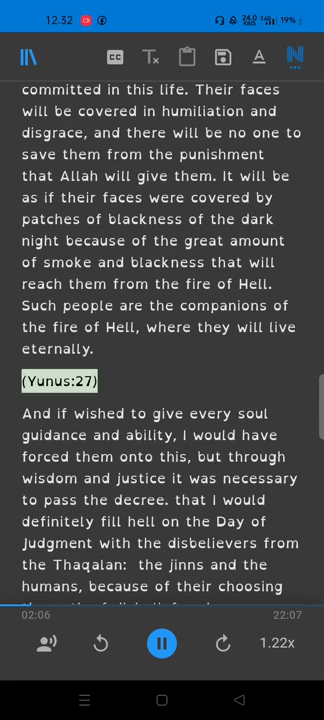 12.32
24.0 KB/s
19%
CC
committed in this life. Their faces
will be covered in humiliation and
disgrace, and there will be no one to
save them from the punishment
that Allah will give them. It will be
as if their faces were covered by
patches of blackness of the dark
night because of the great amount
of smoke and blackness that will
reach them from the fire of Hell.
Such people are the companions of
the fire of Hell, where they will live
eternally.
(Yunus:27)
And if wished to give every soul
guidance and ability, I would have
forced them onto this, but through
wisdom and justice it was necessary
to pass the decree. that I would
definitely fill hell on the Day of
Judgment with the disbelievers from
the Thaqalan:  the jinns and the
humans, because of their choosing
02:06
22:07
1.22x